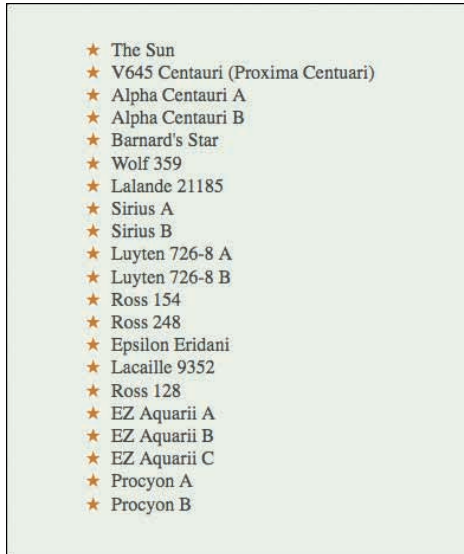 The Sun
V645 Centauri (Proxima Centuari)
Alpha Centauri A
Alpha Centauri B
Barnard's Star
Wolf 359
Lalande 21185
Sirius A
Sirius B
Luyten 726-8 A
Luyten 726-8 B
Ross 154
Ross 248
Epsilon Eridani
Lacaille 9352
Ross 128
EZ Aquarii A
EZ Aquarii B
EZ Aquarii C
Procyon A
Procyon B